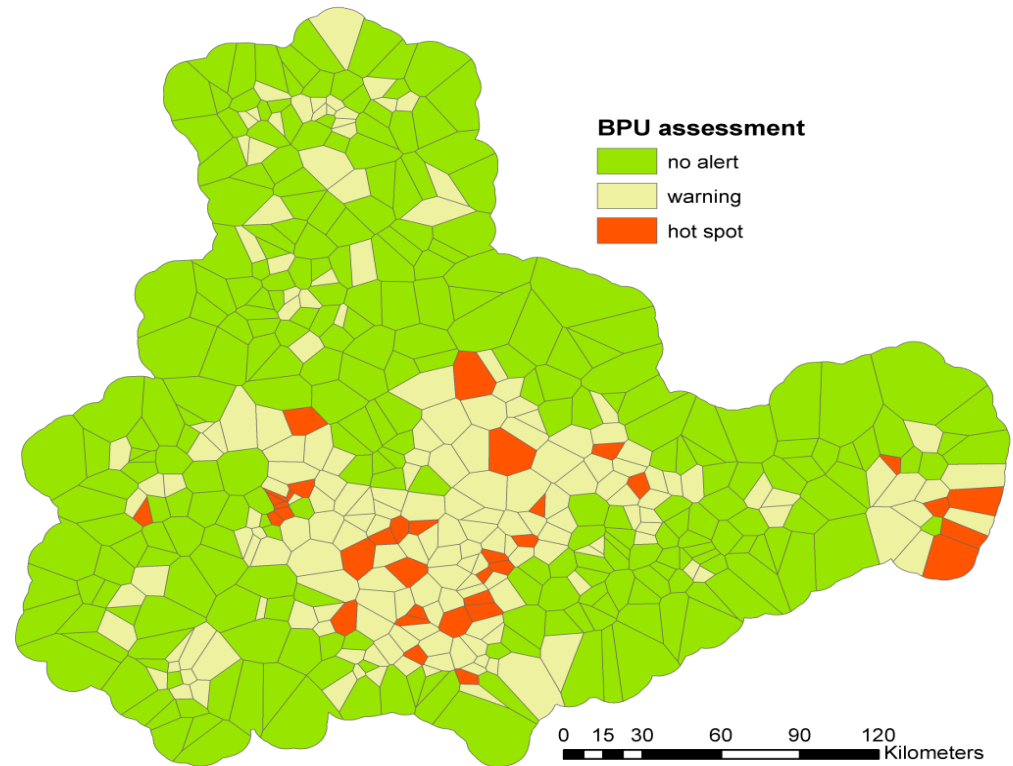 BPU assessment
no alert
warning
hot spot
0 15 30 60 90 120
Kilometers